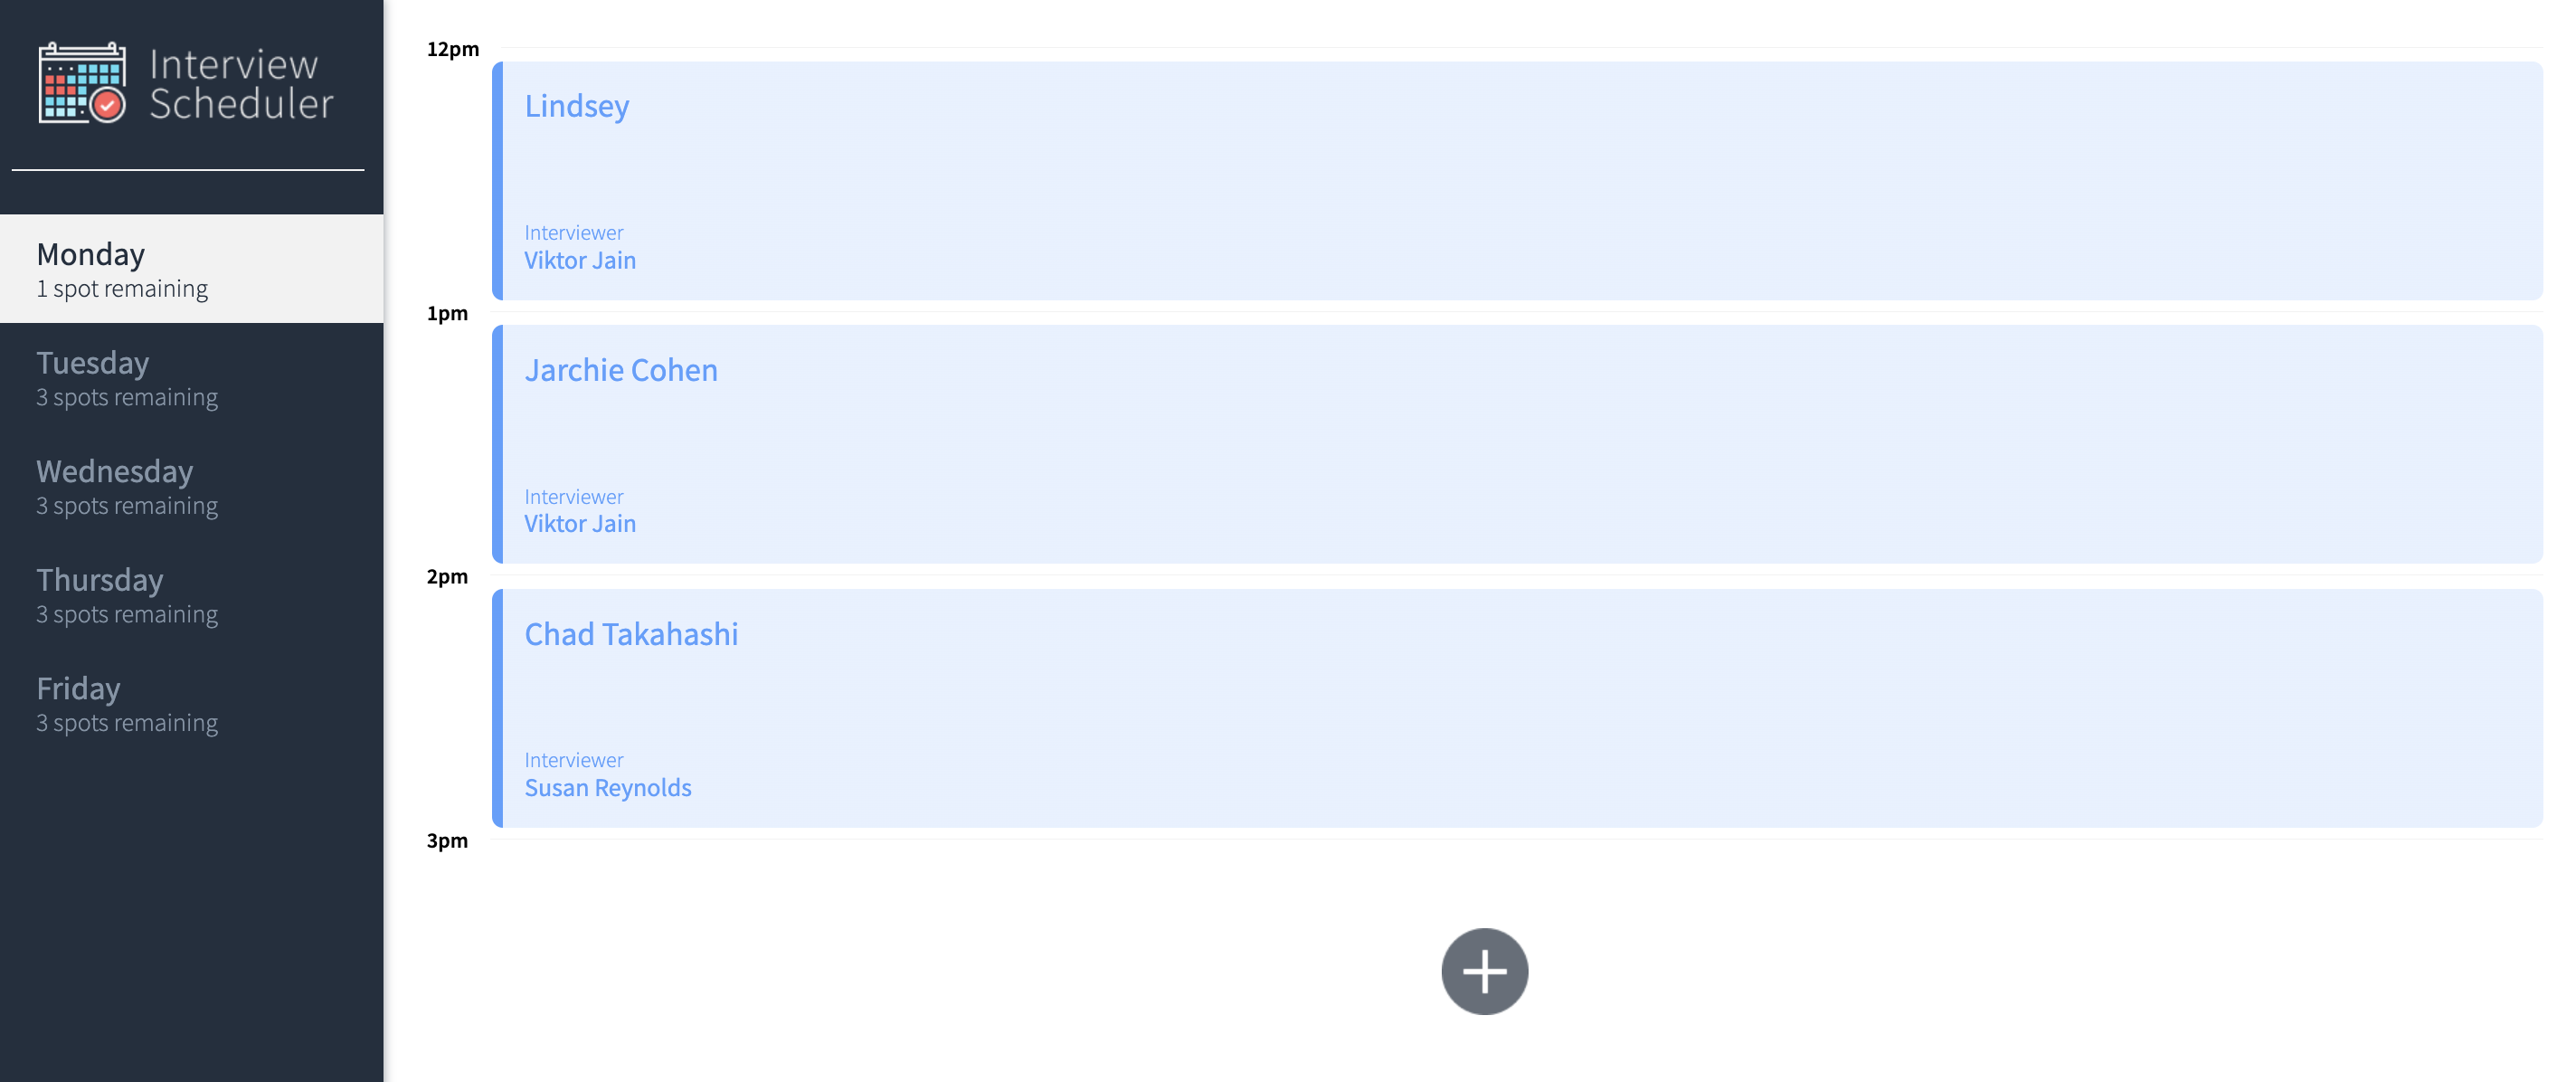 Interview
Scheduler
Monday
1 spot remaining
Tuesday
3 spots remaining
Wednesday
3 spots remaining
Thursday
3 spots remaining
Friday
3 spots remaining
12pm
Lindsey
Interviewer
Viktor Jain
1pm
Jarchie Cohen
Interviewer
Viktor Jain
2pm
Chad Takahashi
Interviewer
Susan Reynolds
3pm